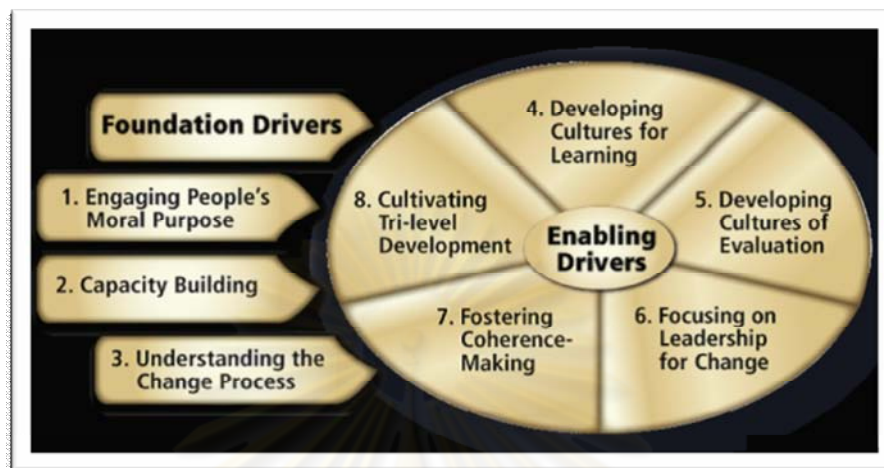 Foundation Drivers
1. Engaging People's
Moral Purpose
2. Capacity Building
3. Understanding the
Change Process
4. Developing
Cultures for
Learning
5. Developing
Cultures of
Evaluation
6. Focusing on
Leadership
for Change
7. Fostering
Coherence-
Making
8. Cultivating
Tri-level
Development
Enabling
Drivers